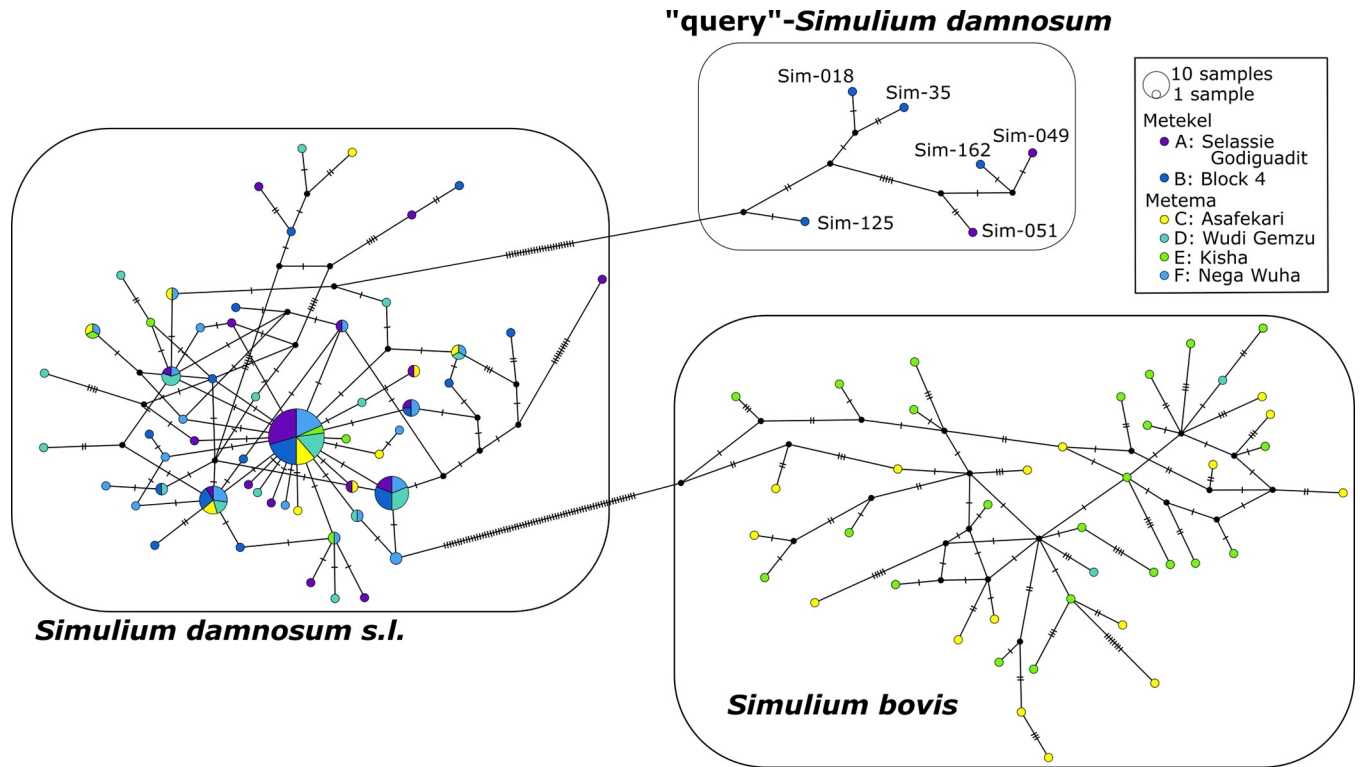 "query"-Simulium damnosum
Sim-018
Sim-35
Sim-049
Sim-162
Sim-125
Sim-051
10 samples
1 sample
Metekel
A: Selassie
Godiguadit
B: Block 4
Metema
C: Asafekari
D: Wudi Gemzu
E: Kisha
F: Nega Wuha
Simulium damnosum s.l.
Simulium bovis